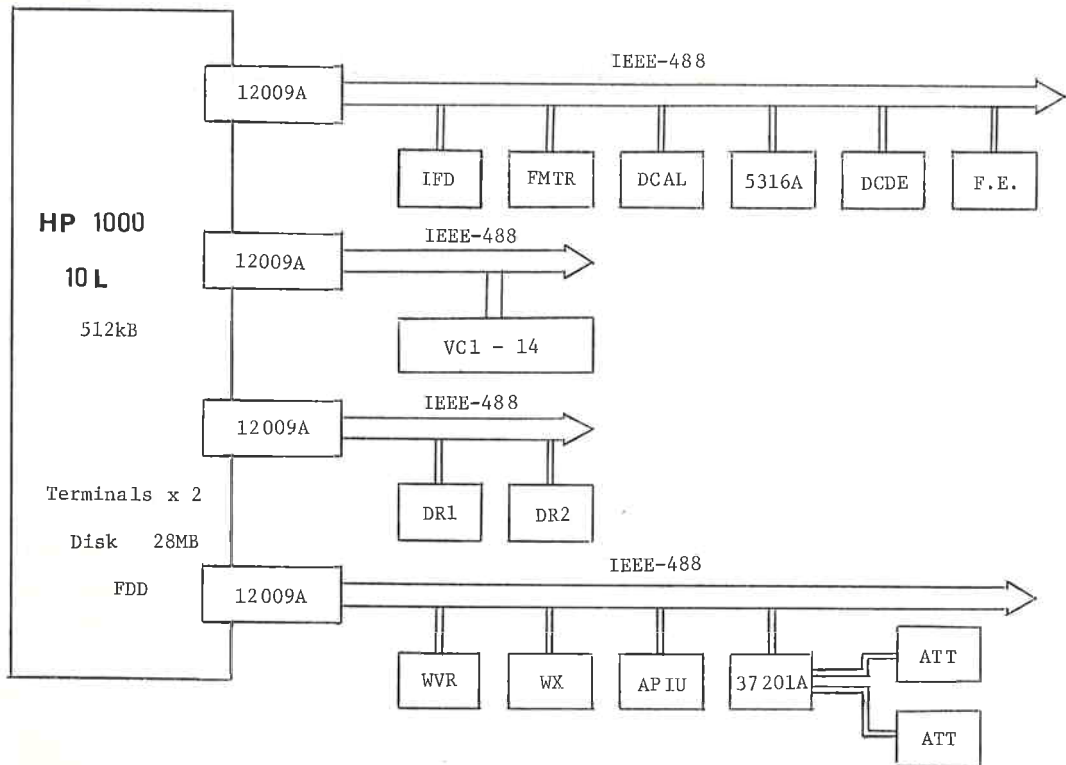 IEEE-488
12009A
IFD
FMTR
DCAL
5316A
DCDE
F.E.
HP 1000
10L
512kB
IEEE-488
12009A
VC1 - 14
IEEE-488
12009A
DR1
DR2
Terminals x 2
Disk 28MB
FDD
IEEE-488
12009A
WVR
WX
APIU
37201A
ATT
ATT